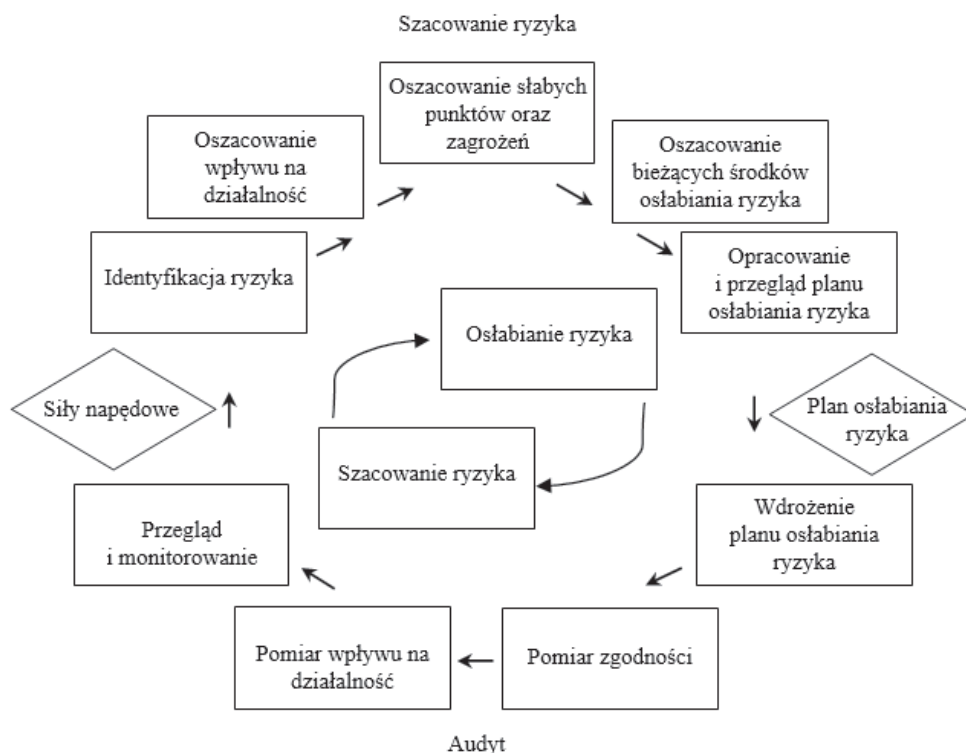 Szacowanie ryzyka
Oszacowanie słabych
punktów oraz
zagrożeń
Oszacowanie
wpływu na
działalność
Oszacowanie
bieżących środków
osłabiania ryzyka
Identyfikacja ryzyka
Opracowanie
i przegląd planu
osłabiania ryzyka
Osłabianie ryzyka
Siły napędowe
Plan osłabiania
ryzyka
Szacowanie ryzyka
Przegląd
i monitorowanie
Wdrożenie
planu osłabiania
ryzyka
Pomiar wpływu na
działalność
Pomiar zgodności
Audyt